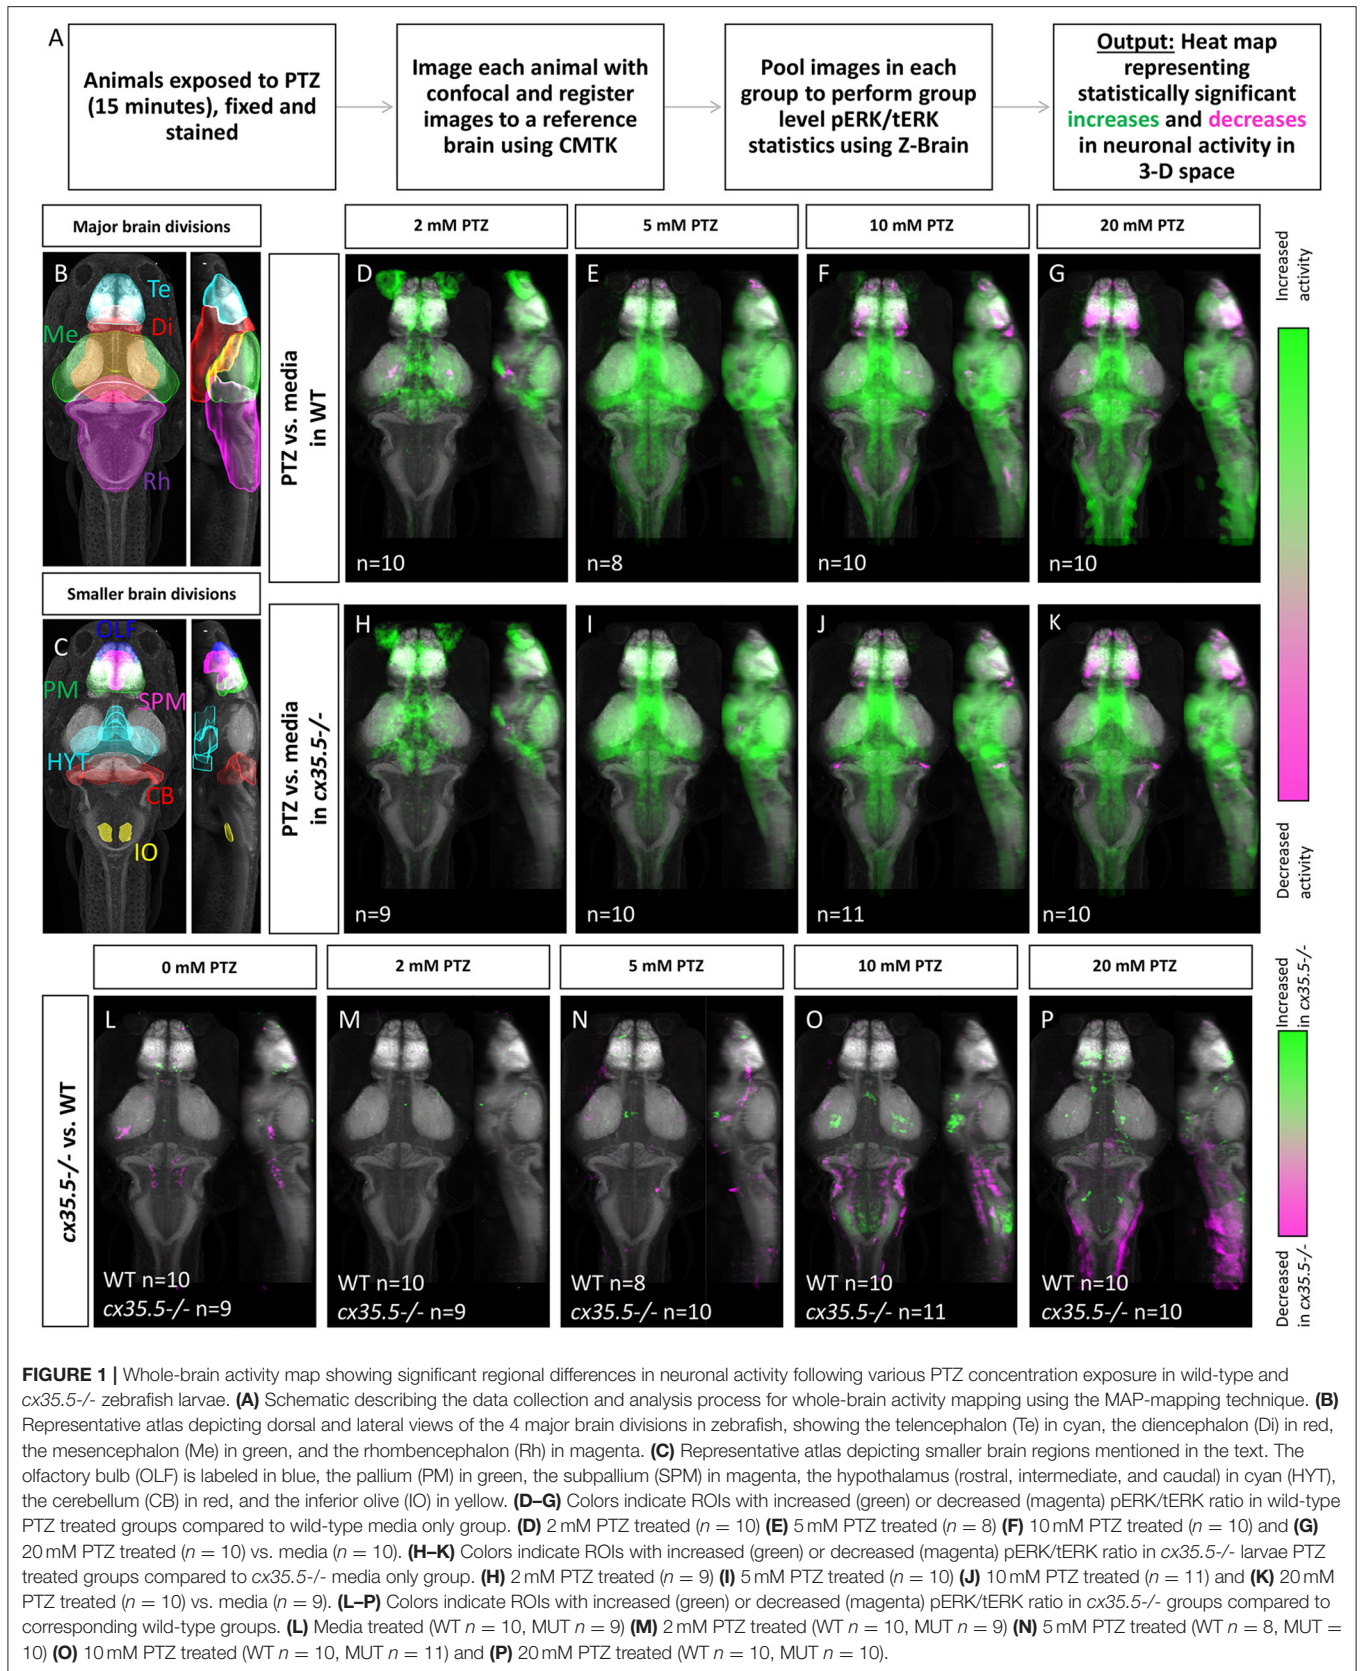 A
Animals exposed to PTZ
(15 minutes), fixed and
stained
Image each animal with
confocal and register
images to a reference
brain using CMTK
Pool images in each
group to perform group
level pERK/tERK
statistics using Z-Brain
Output: Heat map
representing
statistically significant
increases and decreases
in neuronal activity in
3-D space
Major brain divisions
2 mM PTZ
5 mM PTZ
10 mM PTZ
20 mM PTZ
B
Te
Di
Me
Rh
PTZ vs. media
in WT
D
n=10
E
n=8
F
n=10
G
n=10
Increased
activity
Decreased
activity
Smaller brain divisions
C
OLF
PM
SPM
HYT
CB
IO
PTZ vs. media
in cx35.5-/-
H
n=9
I
n=10
J
n=11
K
n=10
0 mM PTZ
2 mM PTZ
5 mM PTZ
10 mM PTZ
20 mM PTZ
cx35.5-/- vs. WT
L
WT n=10
cx35.5-/- n=9
M
WT n=10
cx35.5-/- n=9
N
WT n=8
cx35.5-/- n=10
O
WT n=10
cx35.5-/- n=11
P
WT n=10
cx35.5-/- n=10
Increased
in cx35.5-/-
Decreased
in cx35.5-/-
FIGURE 1 | Whole-brain activity map showing significant regional differences in neuronal activity following various PTZ concentration exposure in wild-type and
cx35.5-/- zebrafish larvae. (A) Schematic describing the data collection and analysis process for whole-brain activity mapping using the MAP-mapping technique. (B)
Representative atlas depicting dorsal and lateral views of the 4 major brain divisions in zebrafish, showing the telencephalon (Te) in cyan, the diencephalon (Di) in red,
the mesencephalon (Me) in green, and the rhombencephalon (Rh) in magenta. (C) Representative atlas depicting smaller brain regions mentioned in the text. The
olfactory bulb (OLF) is labeled in blue, the pallium (PM) in green, the subpallium (SPM) in magenta, the hypothalamus (rostral, intermediate, and caudal) in cyan (HYT),
the cerebellum (CB) in red, and the inferior olive (IO) in yellow. (D–G) Colors indicate ROIs with increased (green) or decreased (magenta) pERK/tERK ratio in wild-type
PTZ treated groups compared to wild-type media only group. (D) 2 mM PTZ treated (n = 10) (E) 5 mM PTZ treated (n = 8) (F) 10 mM PTZ treated (n = 10) and (G)
20 mM PTZ treated (n = 10) vs. media (n = 10). (H–K) Colors indicate ROIs with increased (green) or decreased (magenta) pERK/tERK ratio in cx35.5-/- larvae PTZ
treated groups compared to cx35.5-/- media only group. (H) 2 mM PTZ treated (n = 9) (I) 5 mM PTZ treated (n = 10) (J) 10 mM PTZ treated (n = 11) and (K) 20 mM
PTZ treated (n = 10) vs. media (n = 9). (L–P) Colors indicate ROIs with increased (green) or decreased (magenta) pERK/tERK ratio in cx35.5-/- groups compared to
corresponding wild-type groups. (L) Media treated (WT n = 10, MUT n = 9) (M) 2 mM PTZ treated (WT n = 10, MUT n = 9) (N) 5 mM PTZ treated (WT n = 8, MUT =
10) (O) 10 mM PTZ treated (WT n = 10, MUT n = 11) and (P) 20 mM PTZ treated (WT n = 10, MUT n = 10).